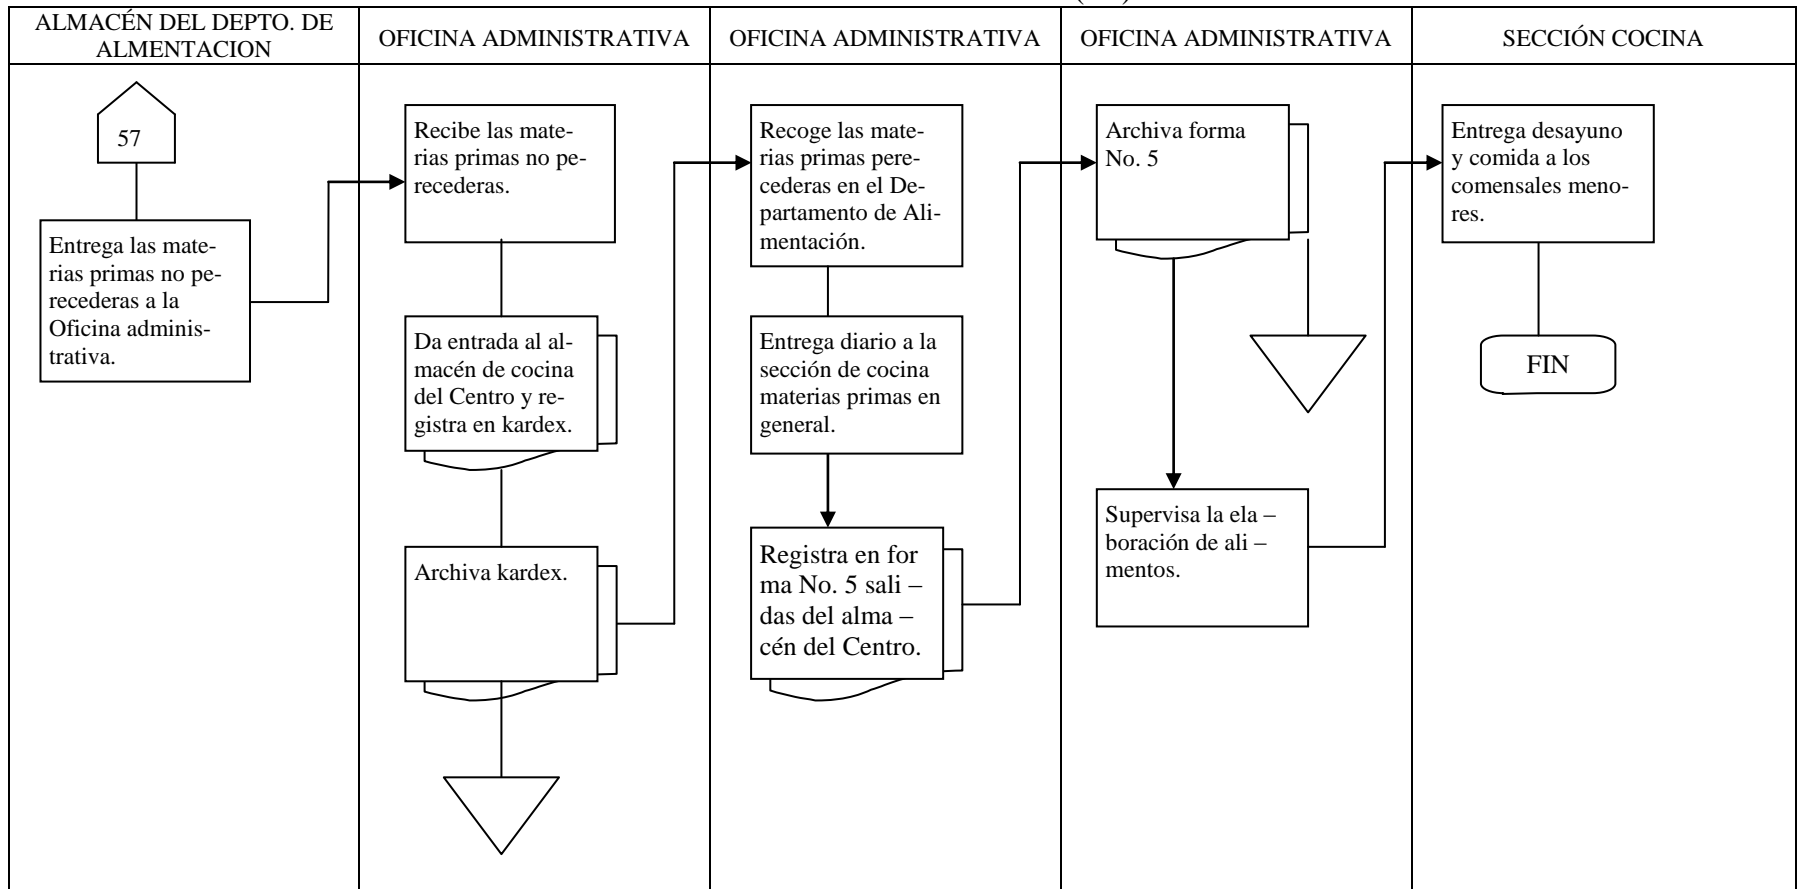 ALMACÉN DEL DEPTO. DE
ALMENTACION
OFICINA ADMINISTRATIVA
OFICINA ADMINISTRATIVA
OFICINA ADMINISTRATIVA
SECCIÓN COCINA
57
Entrega las mate-
rias primas no pe-
recederas a la
Oficina adminis-
trativa.
Recibe las mate-
rias primas no pe-
recederas.
Da entrada al al-
macén de cocina
del Centro y re-
gistra en kardex.
Archiva kardex.
Recoge las mate-
rias primas pere-
cederas en el De-
partamento de Ali-
mentación.
Entrega diario a la
sección de cocina
materias primas en
general.
Registra en for
ma No. 5 sali –
das del alma –
cén del Centro.
Archiva forma
No. 5
Supervisa la ela –
boración de ali –
mentos.
Entrega desayuno
y comida a los
comensales meno-
res.
FIN